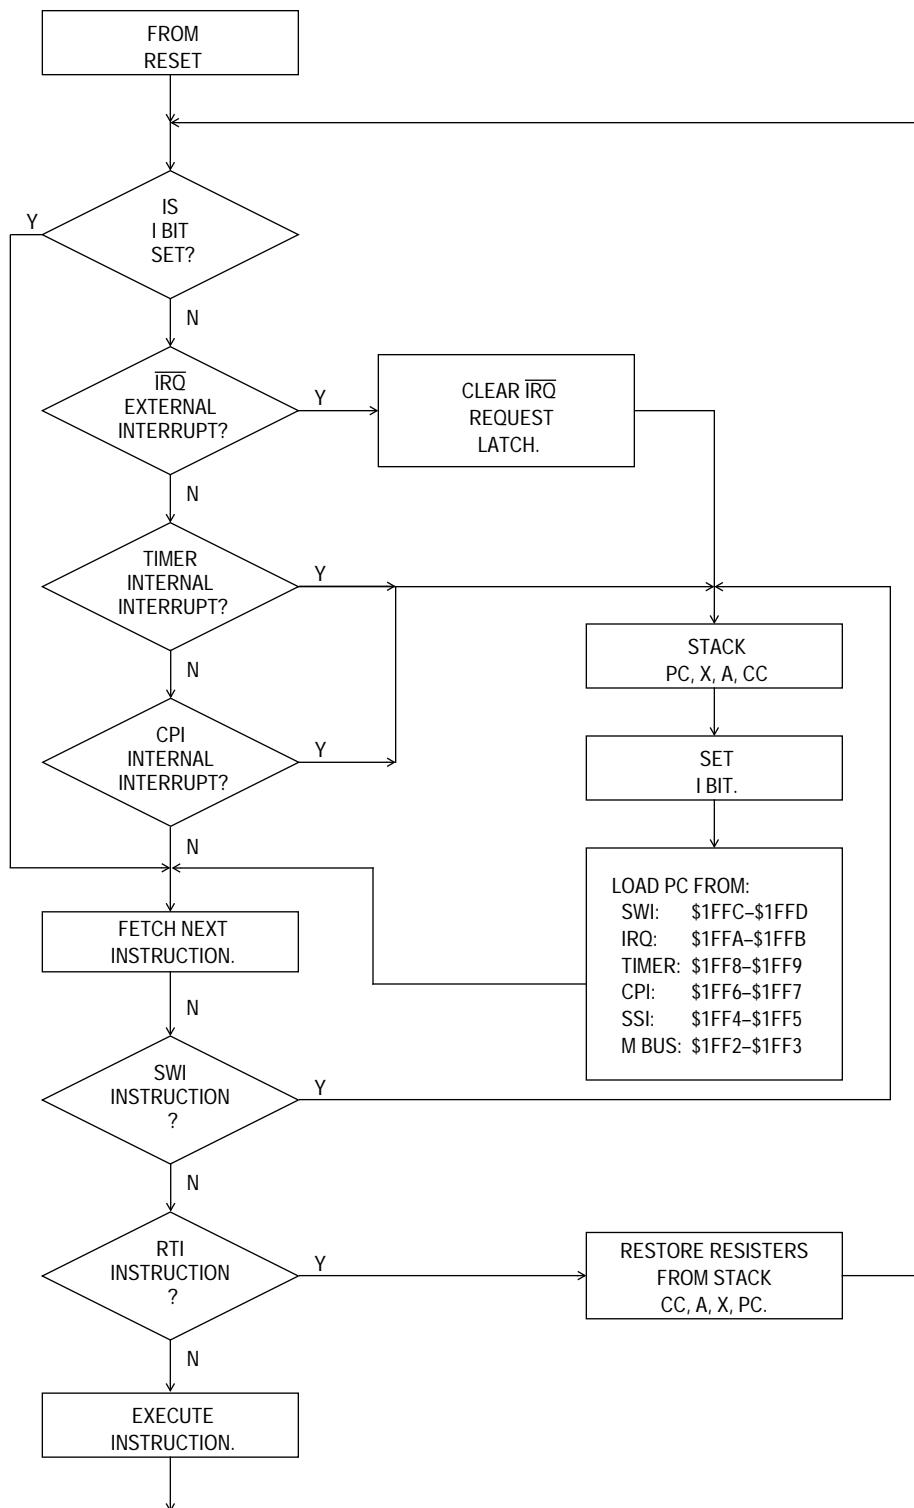 FROM
RESET
IS
I BIT
SET?
Y
N
IRQ
EXTERNAL
INTERRUPT?
Y
CLEAR IRQ
REQUEST
LATCH.
N
TIMER
INTERNAL
INTERRUPT?
Y
N
STACK
PC, X, A, CC
CPI
INTERNAL
INTERRUPT?
Y
SET
I BIT.
N
LOAD PC FROM:
SWI: $1FFC–$1FFD
IRQ: $1FFA–$1FFB
TIMER: $1FF8–$1FF9
CPI: $1FF6–$1FF7
SSI: $1FF4–$1FF5
M BUS: $1FF2–$1FF3
FETCH NEXT
INSTRUCTION.
N
SWI
INSTRUCTION
?
Y
N
RTI
INSTRUCTION
?
Y
RESTORE RESISTERS
FROM STACK
CC, A, X, PC.
N
EXECUTE
INSTRUCTION.